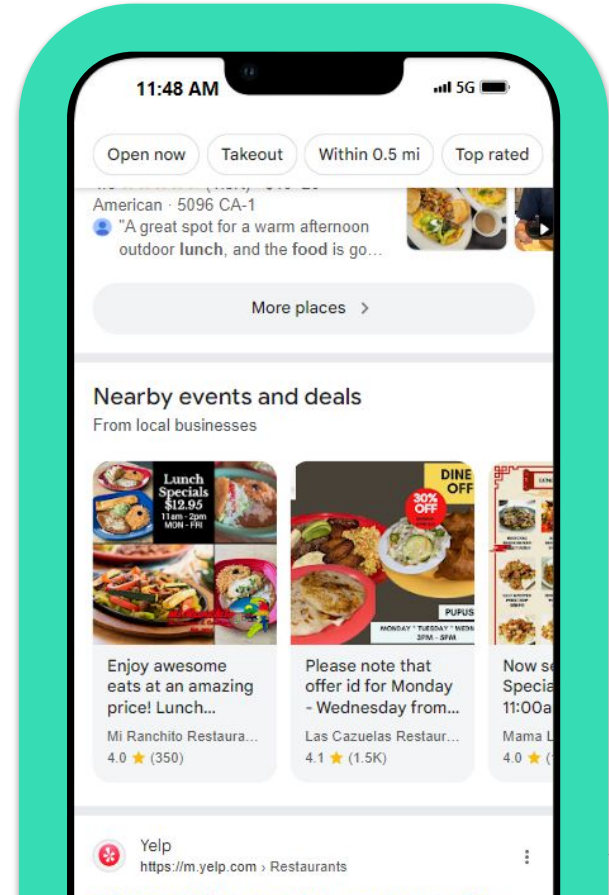 11:48 AM
5G
Open now
Takeout
Within 0.5 mi
Top rated
American · 5096 CA-1
"A great spot for a warm afternoon
outdoor lunch, and the food is go...
More places
Nearby events and deals
From local businesses
Lunch
Specials
$12.95
11am - 2pm
MON - FRI
DINE
OFF
30%
OFF
PUPUS
MONDAY * TUESDAY * WEDN
2PM - 5PM
Enjoy awesome
eats at an amazing
price! Lunch...
Mi Ranchito Restaura...
4.0 ★ (350)
Please note that
offer id for Monday
- Wednesday from...
Las Cazuelas Restaur...
4.1 ★ (1.5K)
Now se
Specia
11:00a
Mama L
4.0 ★ (
Yelp
https://m.yelp.com › Restaurants